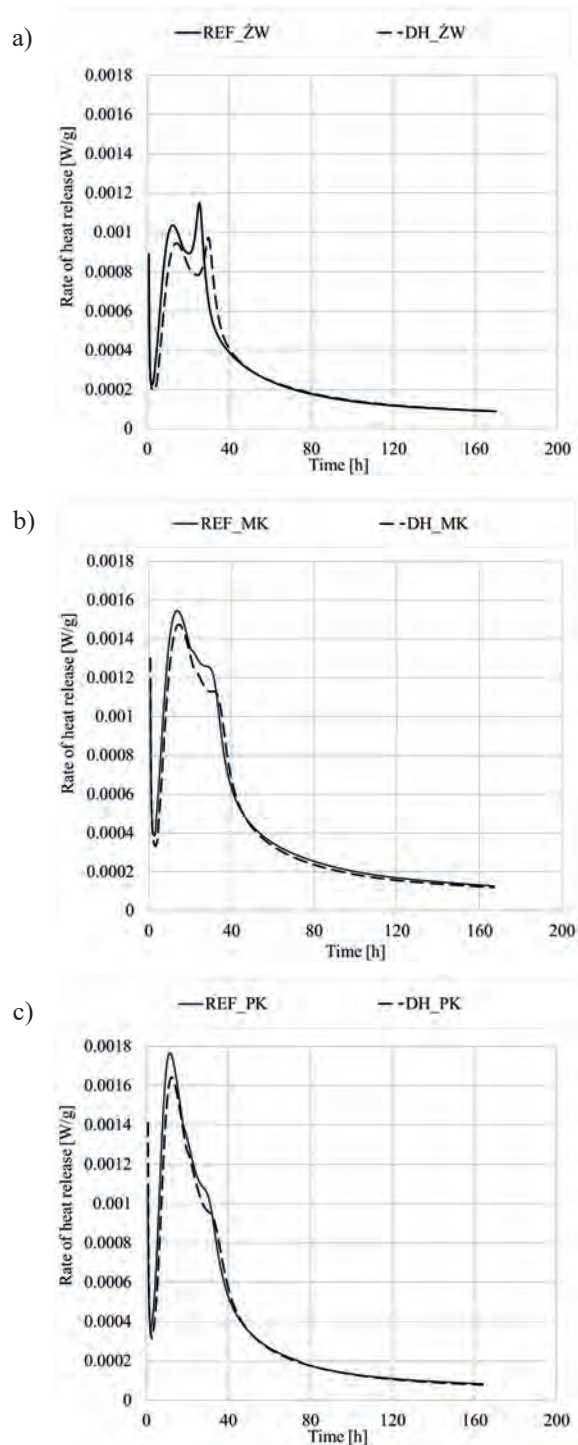 a)
REF_ŻW DH_ŻW
0.0018
0.0016
0.0014
0.0012
0.001
0.0008
0.0006
0.0004
0.0002
0
Rate of heat release [W/g]
0 40 80 120 160 200
Time [h]
b)
REF_MK DH_MK
0.0018
0.0016
0.0014
0.0012
0.001
0.0008
0.0006
0.0004
0.0002
0
Rate of heat release [W/g]
0 40 80 120 160 200
Time [h]
c)
REF_PK DH_PK
0.0018
0.0016
0.0014
0.0012
0.001
0.0008
0.0006
0.0004
0.0002
0
Rate of heat release [W/g]
0 40 80 120 160 200
Time [h]